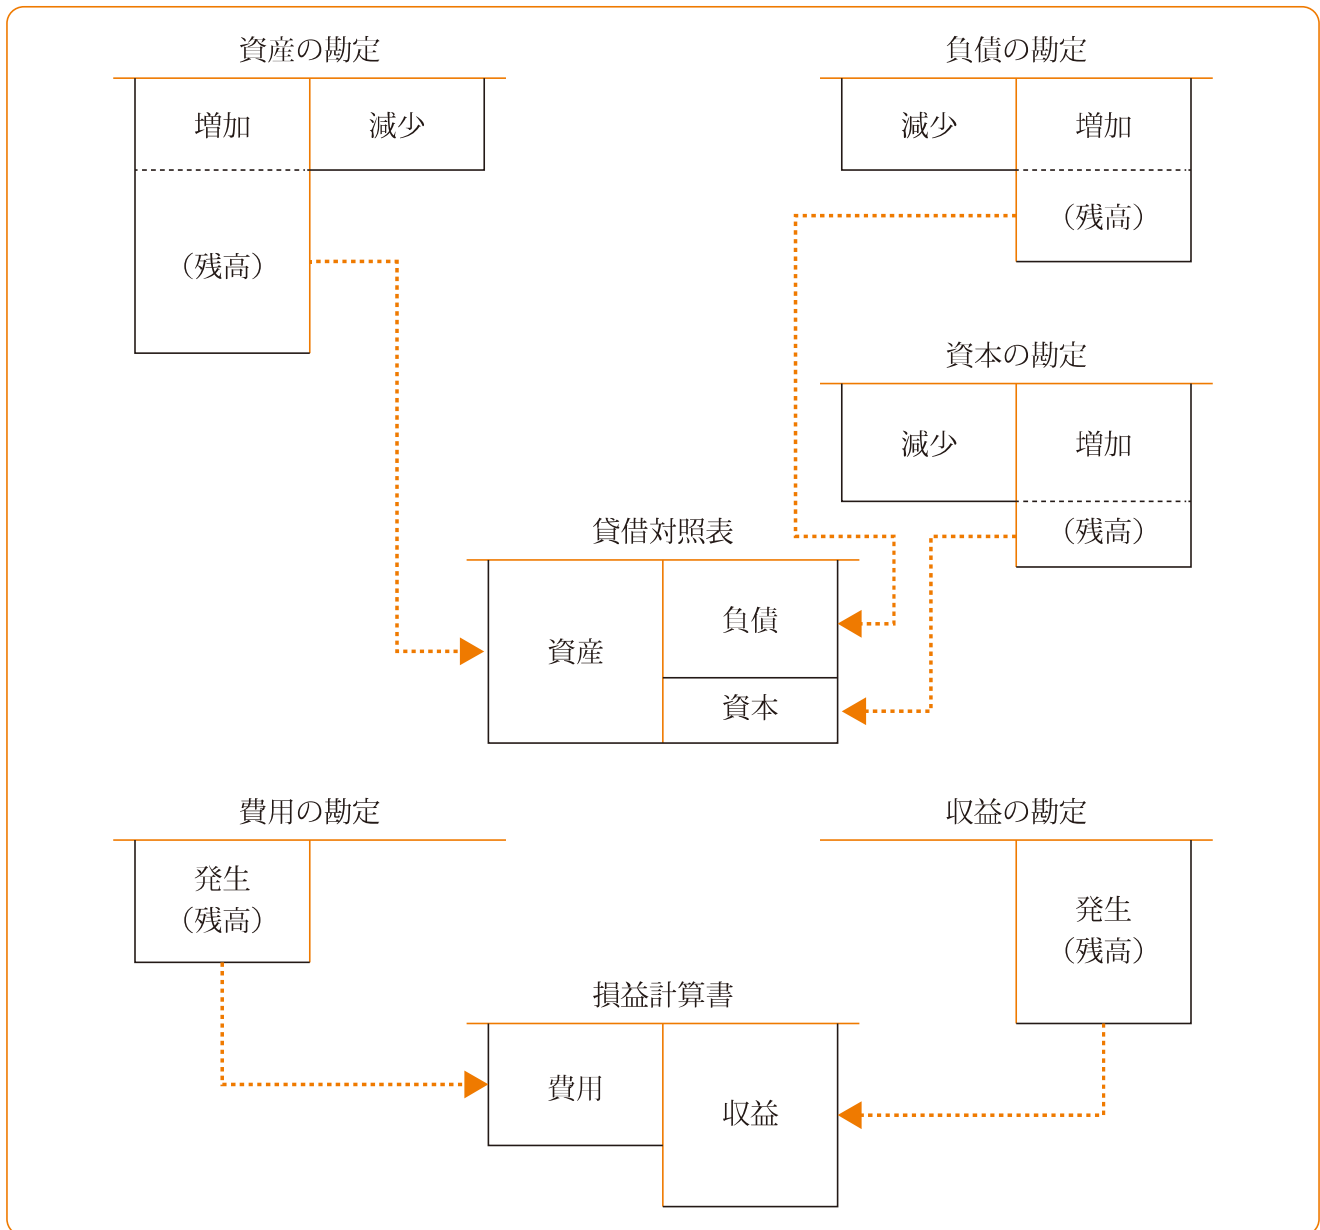 資産の勘定
増加
減少
（残高）
負債の勘定
減少
増加
（残高）
資本の勘定
減少
増加
（残高）
貸借対照表
資産
負債
資本
費用の勘定
発生
（残高）
収益の勘定
発生
（残高）
損益計算書
費用
収益